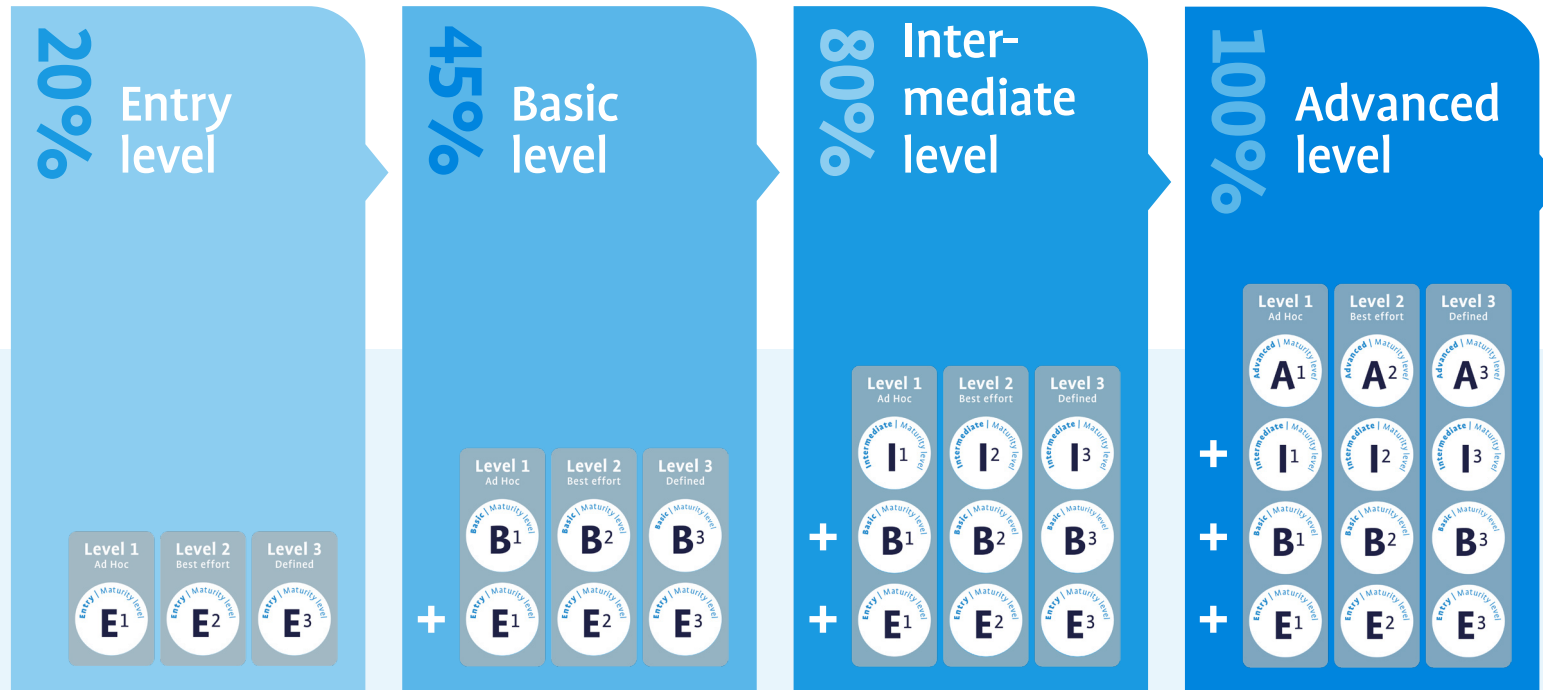 20%
Entry
level
Level 1
Ad Hoc
Level 2
Best effort
Level 3
Defined
Entry | Maturity level
E1
Entry | Maturity level
E2
Entry | Maturity level
E3
45%
Basic
level
Level 1
Ad Hoc
Level 2
Best effort
Level 3
Defined
Basic | Maturity level
B1
Basic | Maturity level
B2
Basic | Maturity level
B3
+
Entry | Maturity level
E1
Entry | Maturity level
E2
Entry | Maturity level
E3
80%
Inter-
mediate
level
Level 1
Ad Hoc
Level 2
Best effort
Level 3
Defined
Intermediate | Maturity level
I1
Intermediate | Maturity level
I2
Intermediate | Maturity level
I3
+
Basic | Maturity level
B1
Basic | Maturity level
B2
Basic | Maturity level
B3
+
Entry | Maturity level
E1
Entry | Maturity level
E2
Entry | Maturity level
E3
100%
Advanced
level
Level 1
Ad Hoc
Level 2
Best effort
Level 3
Defined
Advanced | Maturity level
A1
Advanced | Maturity level
A2
Advanced | Maturity level
A3
+
Intermediate | Maturity level
I1
Intermediate | Maturity level
I2
Intermediate | Maturity level
I3
+
Basic | Maturity level
B1
Basic | Maturity level
B2
Basic | Maturity level
B3
+
Entry | Maturity level
E1
Entry | Maturity level
E2
Entry | Maturity level
E3